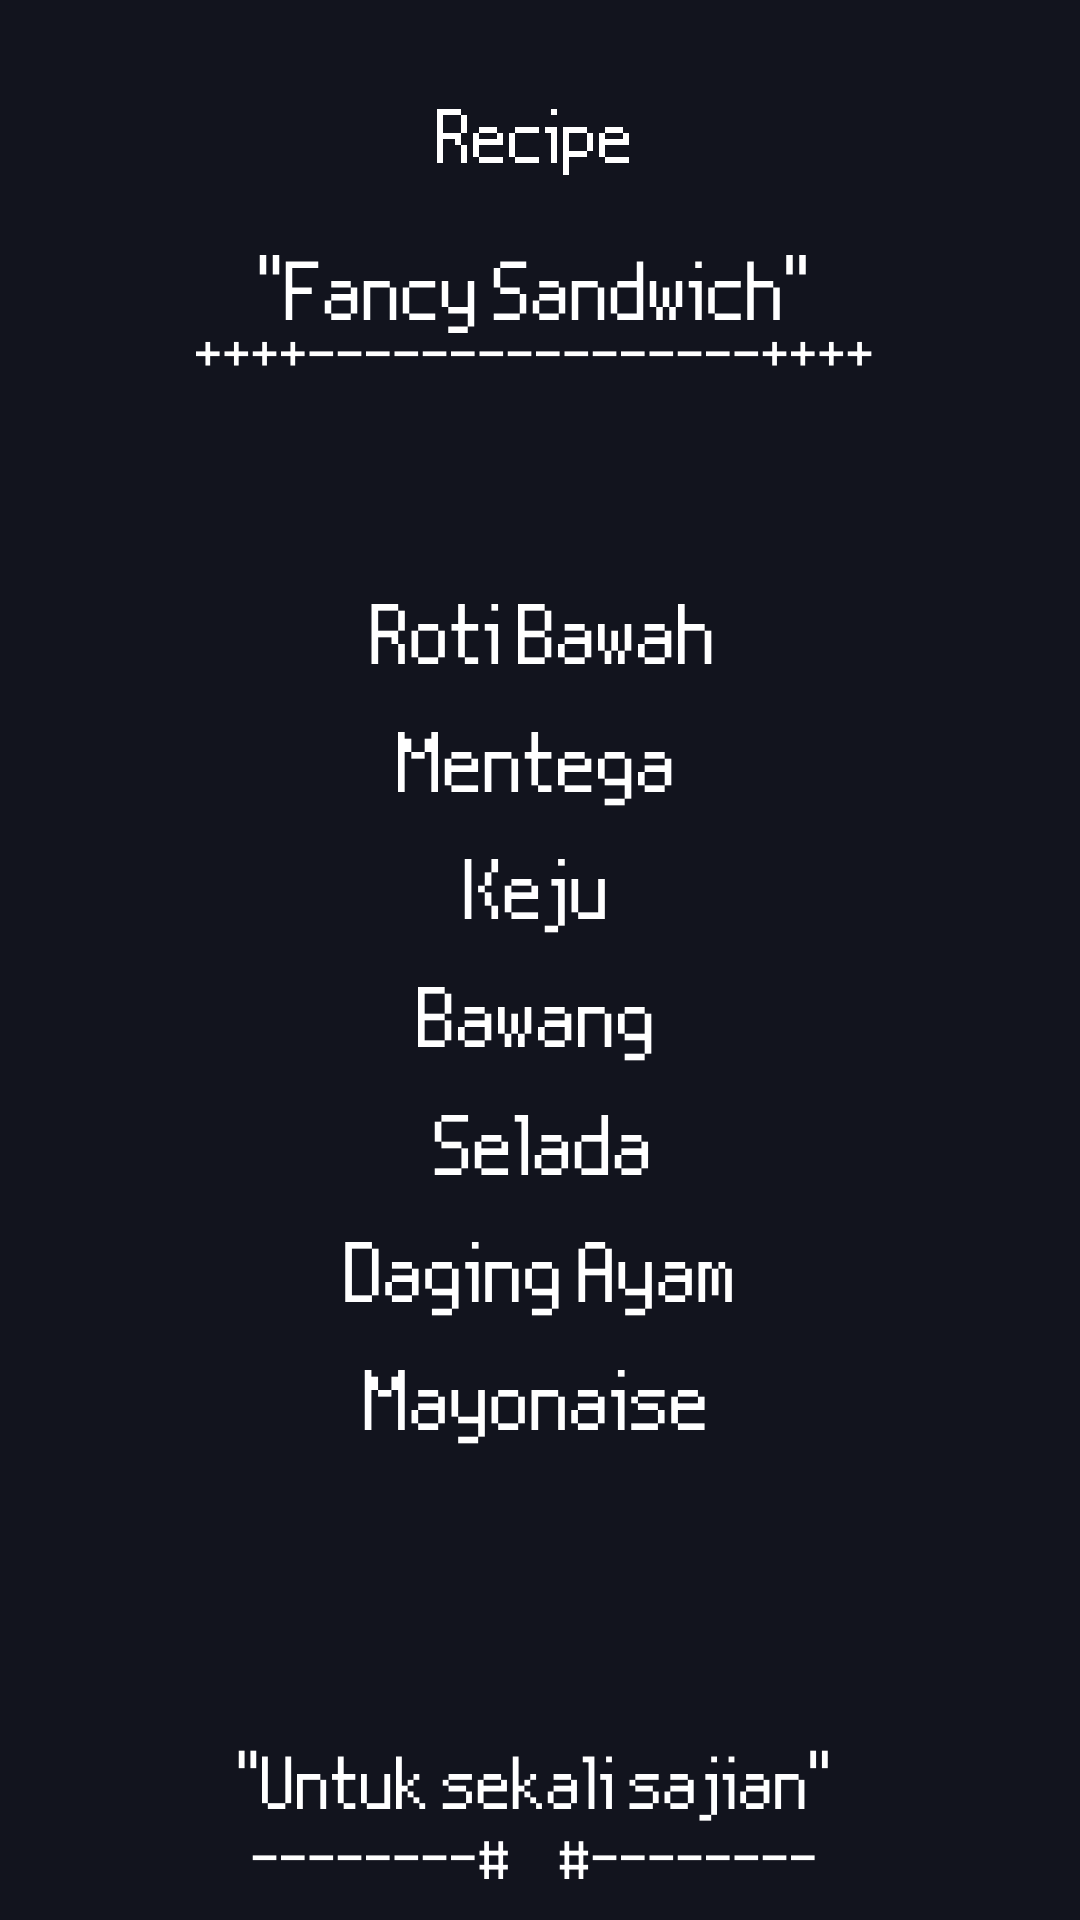 Recipe
"Fancy Sandwich"
++++----------------++++
Roti Bawah
Mentega
Keju
Bawang
Selada
Daging Ayam
Mayonaise
"Untuk sekali sajian"
--------# #--------